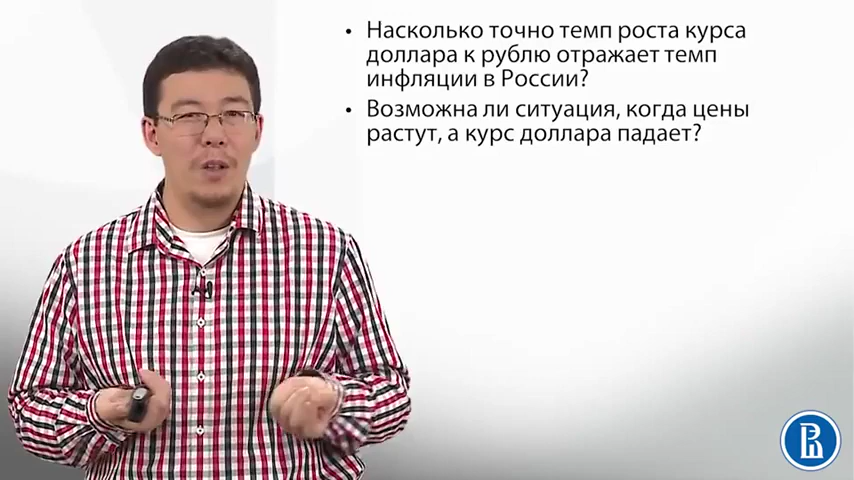 • Насколько точно темп роста курса
доллара к рублю отражает темп
инфляции в России?
• Возможна ли ситуация, когда цены
растут, а курс доллара падает?